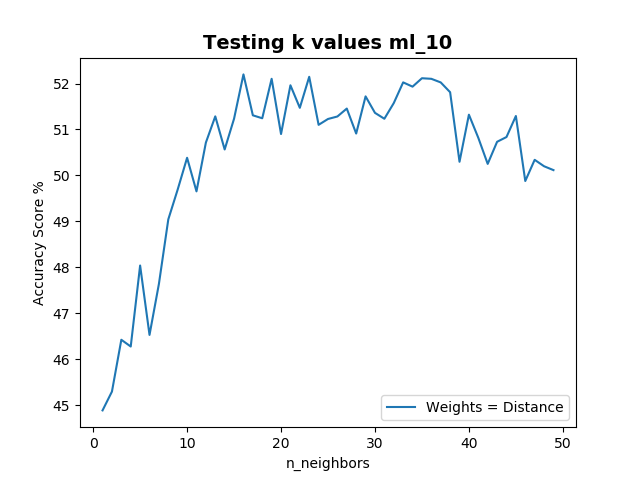 Testing k values ml_10
Accuracy Score %
52
51
50
49
48
47
46
45
Weights = Distance
0 10 20 30 40 50
n_neighbors